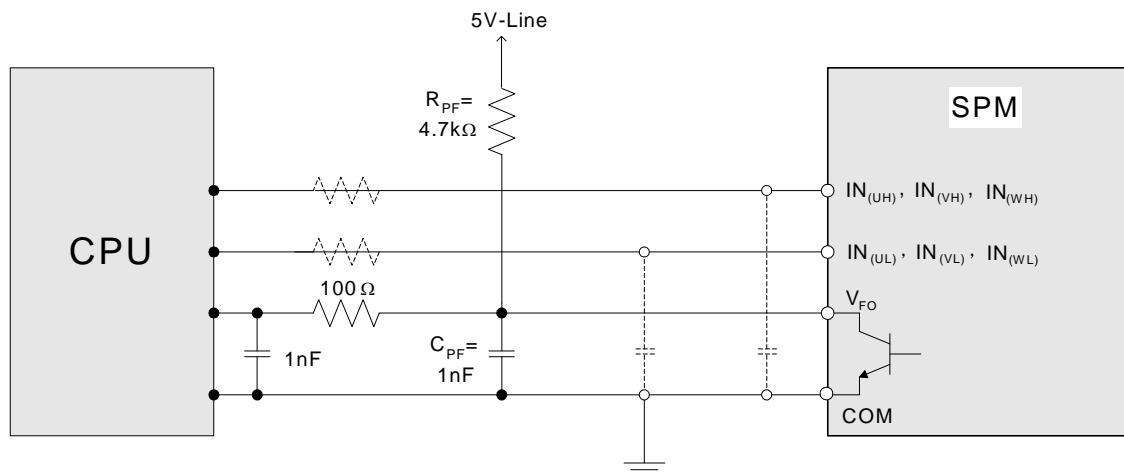 5V-Line
R_PF=
4.7kΩ
SPM
CPU
IN(UH), IN(VH), IN(WH)
IN(UL), IN(VL), IN(WL)
100 Ω
V_FO
C_PF=
1nF
1nF
COM